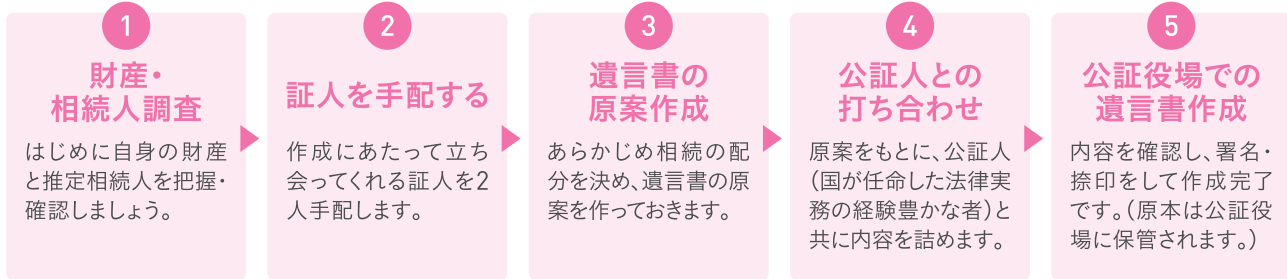 1
財産・
相続人調査
はじめに自身の財産
と推定相続人を把握・
確認しましょう。
2
証人を手配する
作成にあたって立ち
会ってくれる証人を2
人手配します。
3
遺言書の
原案作成
あらかじめ相続の配
分を決め、遺言書の原
案を作っておきます。
4
公証人との
打ち合わせ
原案をもとに、公証人
（国が任命した法律実
務の経験豊かな者）と
共に内容を詰めます。
5
公証役場での
遺言書作成
内容を確認し、署名・
捺印をして作成完了
です。（原本は公証役
場に保管されます。）